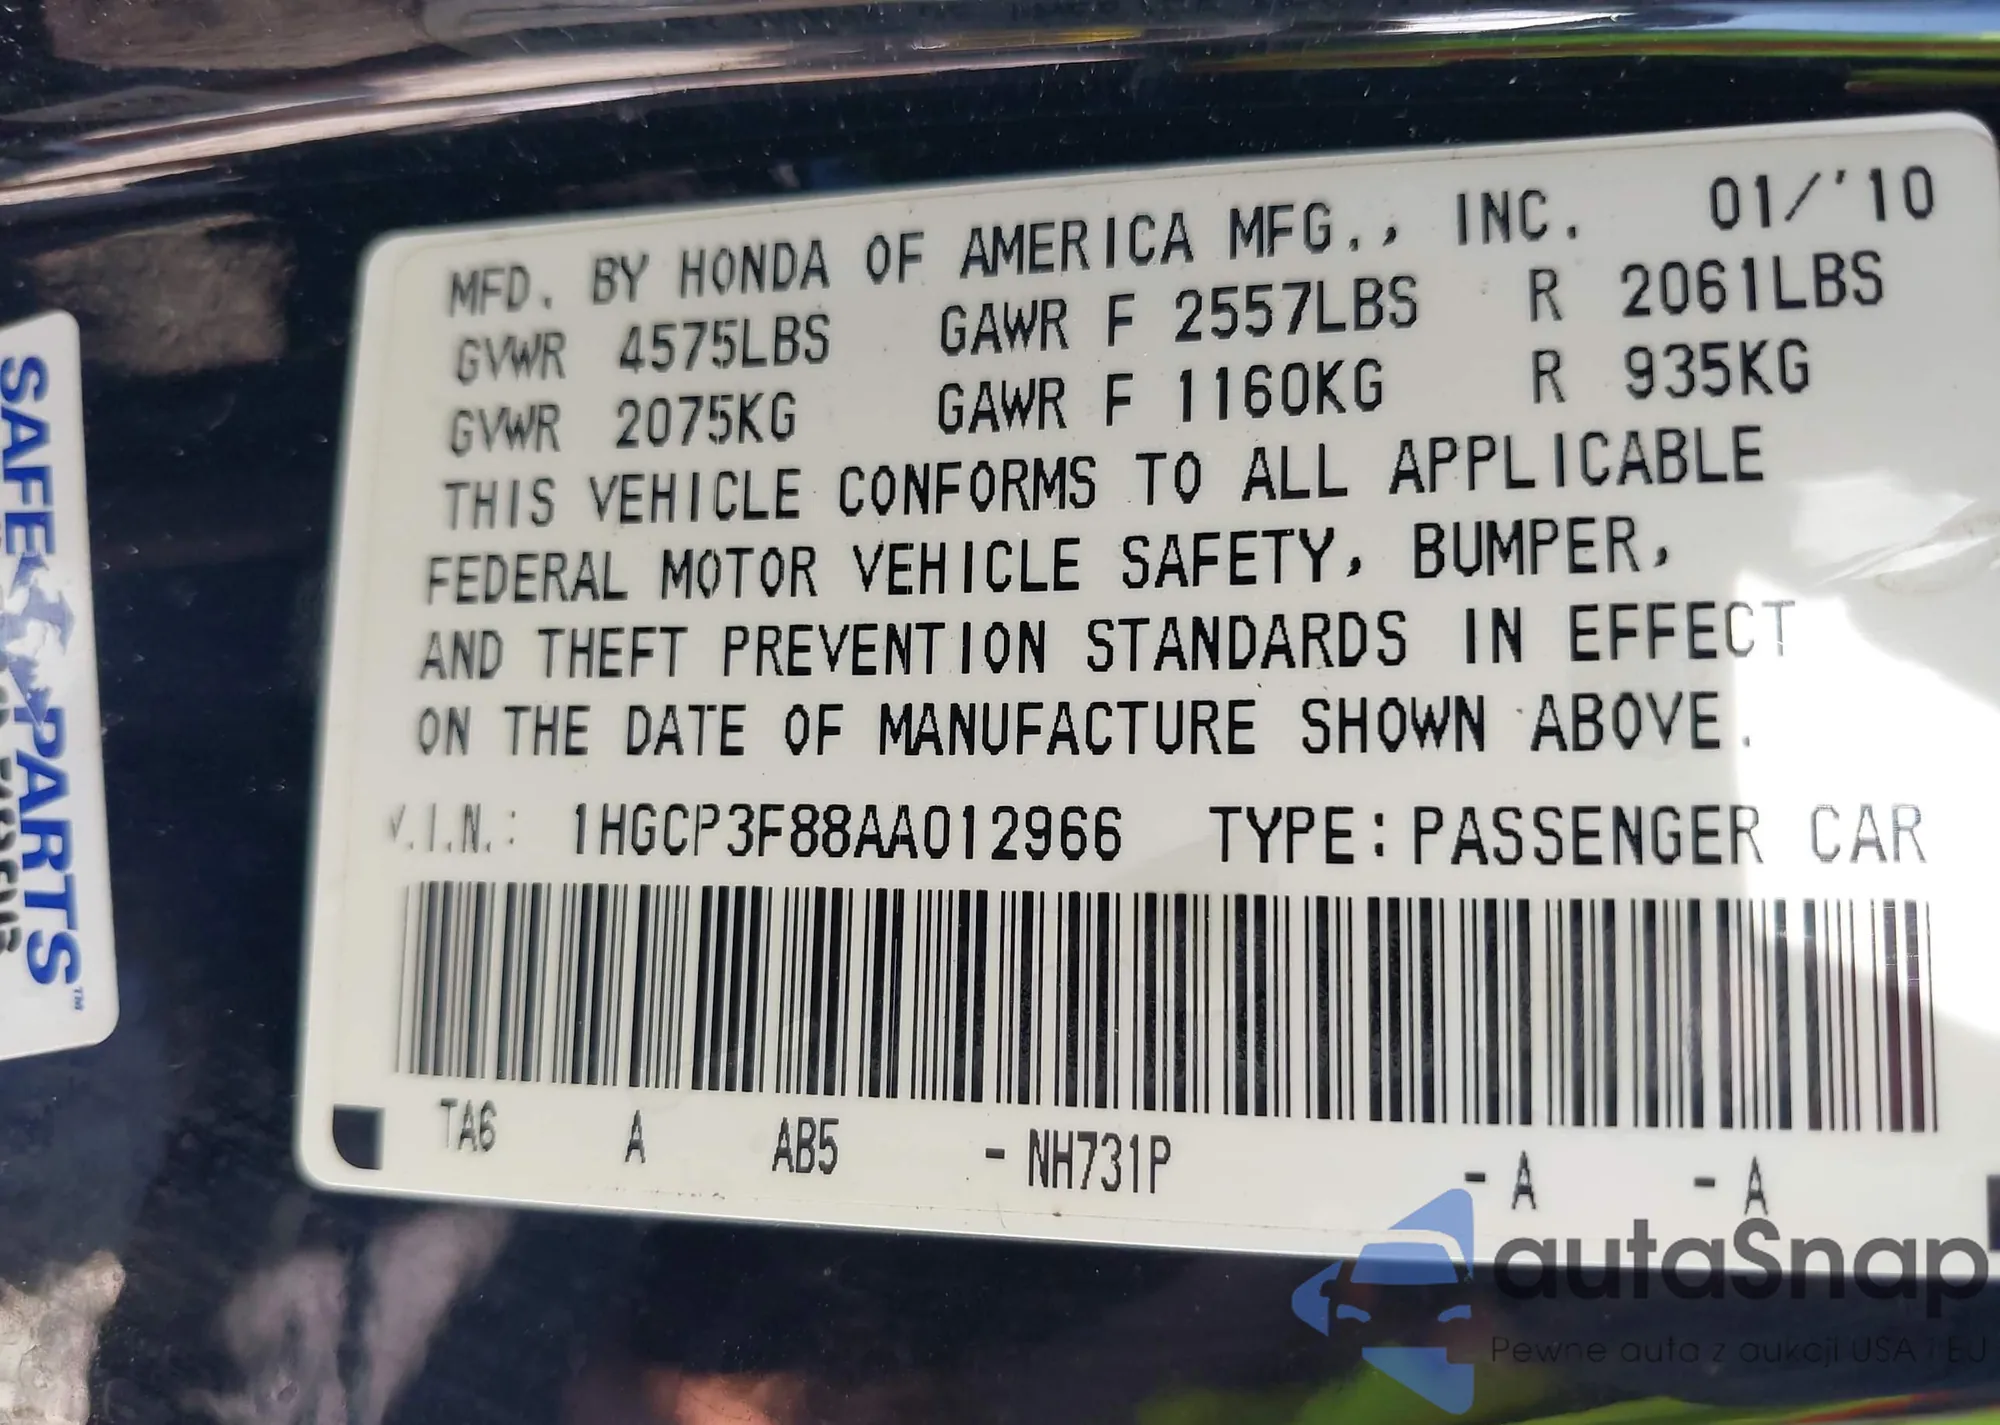 MFD. BY HONDA OF AMERICA MFG., INC. 01/'10
GVWR 4575LBS GAWR F 2557LBS R 2061LBS
GVWR 2075KG GAWR F 1160KG R 935KG
THIS VEHICLE CONFORMS TO ALL APPLICABLE
FEDERAL MOTOR VEHICLE SAFETY, BUMPER,
AND THEFT PREVENTION STANDARDS IN EFFECT
ON THE DATE OF MANUFACTURE SHOWN ABOVE.
V.I.N.: 1HGCP3F88AA012966 TYPE: PASSENGER CAR
TA6 A AB5 - NH731P - A - A
SAFE PARTS™
autaSnap
Pewne auta z aukcji USA i EU